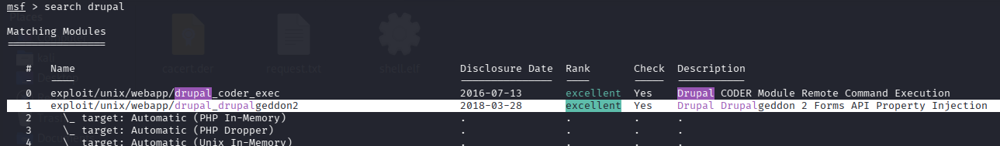 msf > search drupal
Matching Modules
================
# Name Disclosure Date Rank Check Description
- ---- --------------- ---- ----- -----------
0 exploit/unix/webapp/drupal_coder_exec 2016-07-13 excellent Yes Drupal CODER Module Remote Command Execution
1 exploit/unix/webapp/drupal_drupalgeddon2 2018-03-28 excellent Yes Drupal Drupalgeddon 2 Forms API Property Injection
2 \_ target: Automatic (PHP In-Memory) . . . .
3 \_ target: Automatic (PHP Dropper) . . . .
4 \_ target: Automatic (Unix In-Memory) . . . .
kali
cacert.der
request.txt
shell.elf